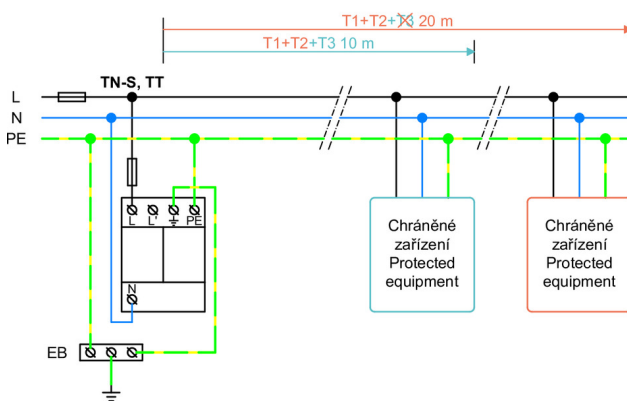 T1+T2+T3 20 m
T1+T2+T3 10 m
TN-S, TT
L
N
PE
L
L'
PE
N
EB
Chráněné
zařízení
Protected
equipment
Chráněné
zařízení
Protected
equipment